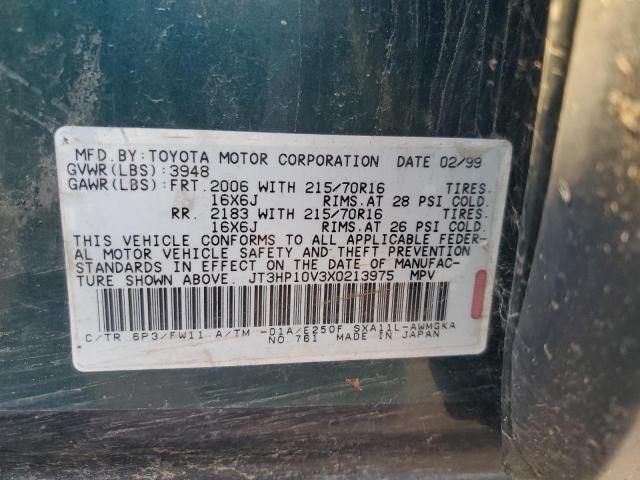 MFD.BY:TOYOTA MOTOR CORPORATION DATE 02/99
GVWR(LBS):3948
GAWR(LBS):FRT. 2006 WITH 215/70R16 TIRES.
16X6J RIMS.AT 28 PSI COLD.
RR. 2183 WITH 215/70R16 TIRES.
16X6J RIMS.AT 26 PSI COLD.
THIS VEHICLE CONFORMS TO ALL APPLICABLE FEDER-
AL MOTOR VEHICLE SAFETY AND THEFT PREVENTION
STANDARDS IN EFFECT ON THE DATE OF MANUFAC-
TURE SHOWN ABOVE. JT3HP10V3X0213975 MPV
C/TR 6P3/FW11 A/TM -01A/E250F SXA11L-AWMGKA
NO 761 MADE IN JAPAN